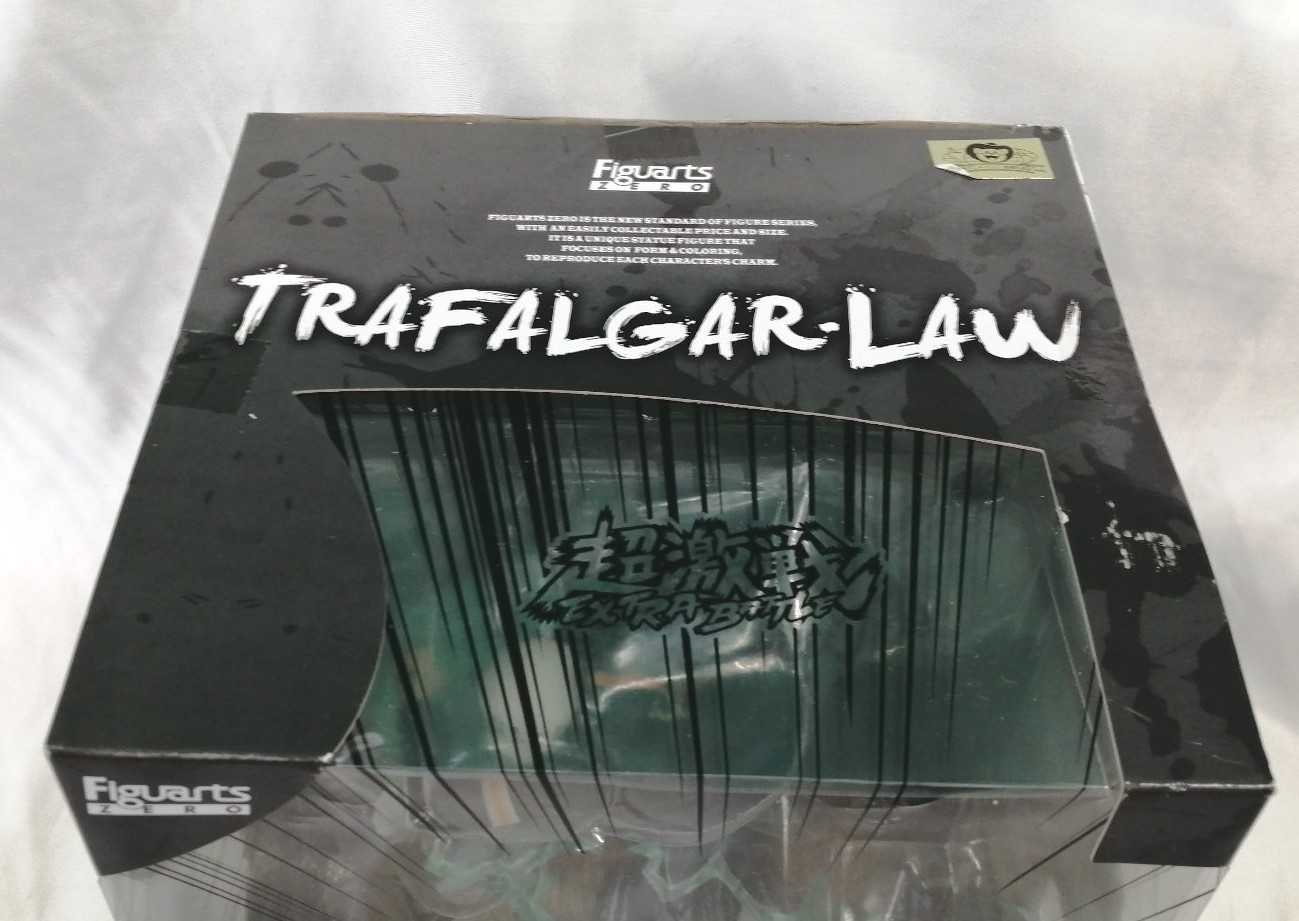 Figuarts
ZERO
FIGUARTS ZERO IS THE NEW STANDARD OF FIGURE SERIES,
WITH AN EASILY COLLECTABLE PRICE AND SIZE.
IT IS A UNIQUE STATUE FIGURE THAT
FOCUSES ON FORM & COLORING,
TO REPRODUCE EACH CHARACTER'S CHARM.
TRAFALGAR·LAW
超激戦
EXTRA BATTLE
Figuarts
ZERO